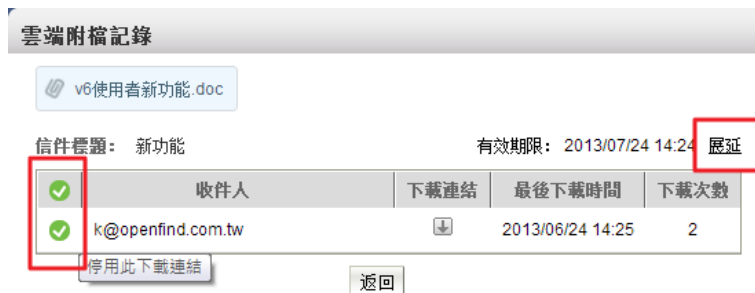 雲端附檔記錄
v6使用者新功能.doc
信件標題： 新功能 有效期限： 2013/07/24 14:24 展延
收件人 下載連結 最後下載時間 下載次數
k@openfind.com.tw 2013/06/24 14:25 2
停用此下載連結
返回